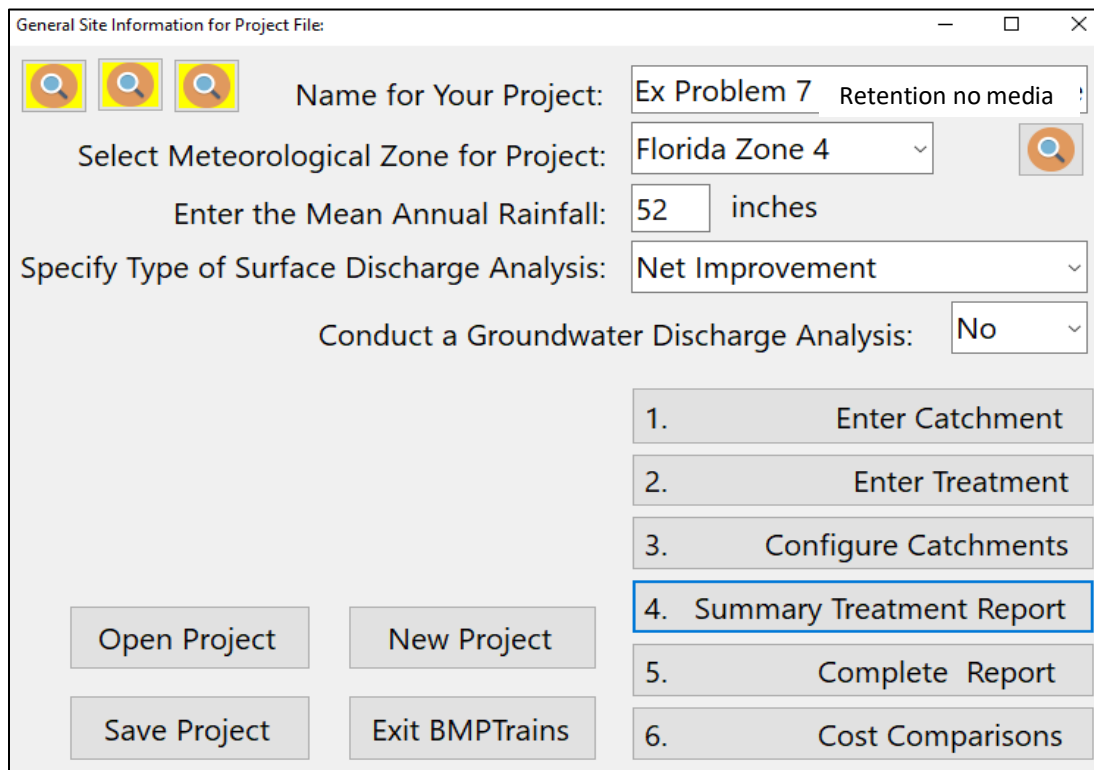 General Site Information for Project File:
Name for Your Project: Ex Problem 7 Retention no media
Select Meteorological Zone for Project: Florida Zone 4
Enter the Mean Annual Rainfall: 52 inches
Specify Type of Surface Discharge Analysis: Net Improvement
Conduct a Groundwater Discharge Analysis: No
1. Enter Catchment
2. Enter Treatment
3. Configure Catchments
4. Summary Treatment Report
Open Project New Project
5. Complete Report
Save Project Exit BMPTrains
6. Cost Comparisons